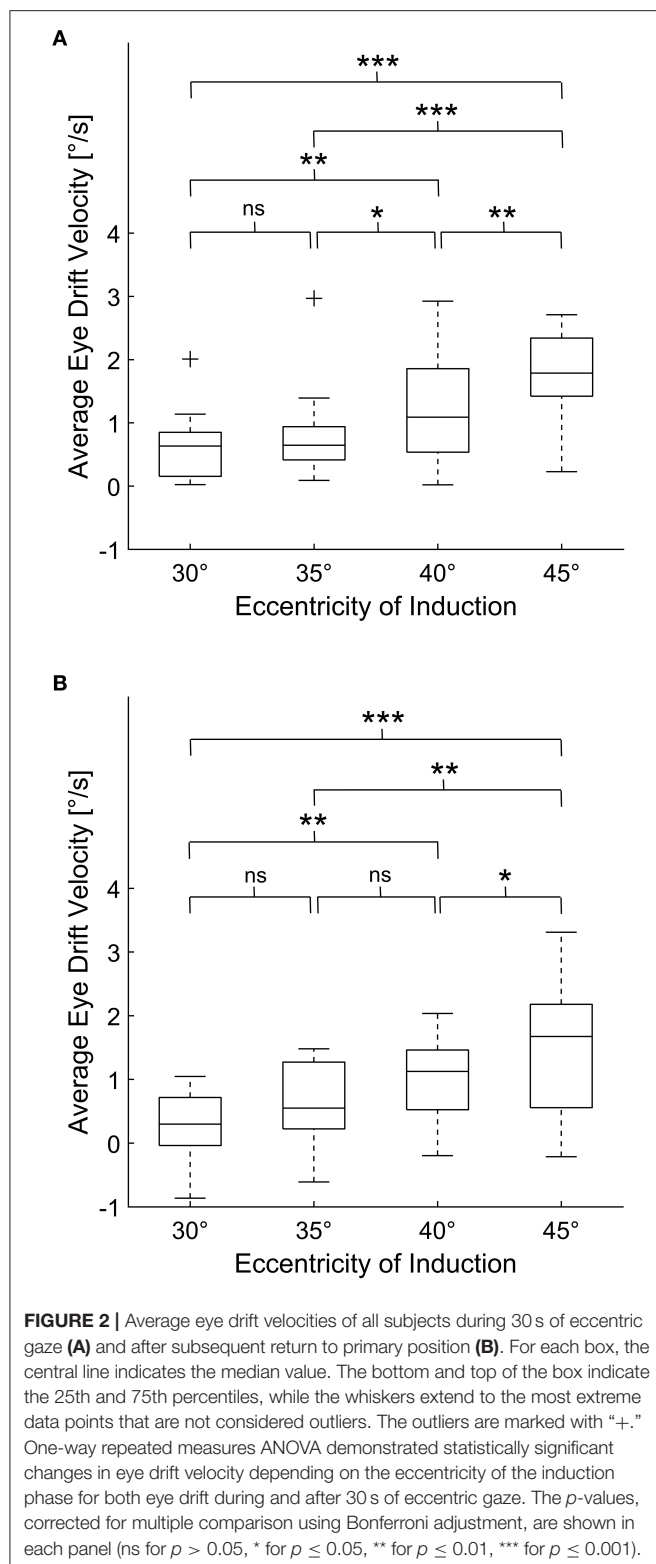 A
***
***
**
ns
*
**
4
3
2
1
0
-1
Average Eye Drift Velocity [°/s]
30°
35°
40°
45°
Eccentricity of Induction
B
***
**
**
ns
ns
*
4
3
2
1
0
-1
Average Eye Drift Velocity [°/s]
30°
35°
40°
45°
Eccentricity of Induction
FIGURE 2 | Average eye drift velocities of all subjects during 30 s of eccentric
gaze (A) and after subsequent return to primary position (B). For each box, the
central line indicates the median value. The bottom and top of the box indicate
the 25th and 75th percentiles, while the whiskers extend to the most extreme
data points that are not considered outliers. The outliers are marked with “+.”
One-way repeated measures ANOVA demonstrated statistically significant
changes in eye drift velocity depending on the eccentricity of the induction
phase for both eye drift during and after 30 s of eccentric gaze. The p-values,
corrected for multiple comparison using Bonferroni adjustment, are shown in
each panel (ns for p > 0.05, * for p ≤ 0.05, ** for p ≤ 0.01, *** for p ≤ 0.001).